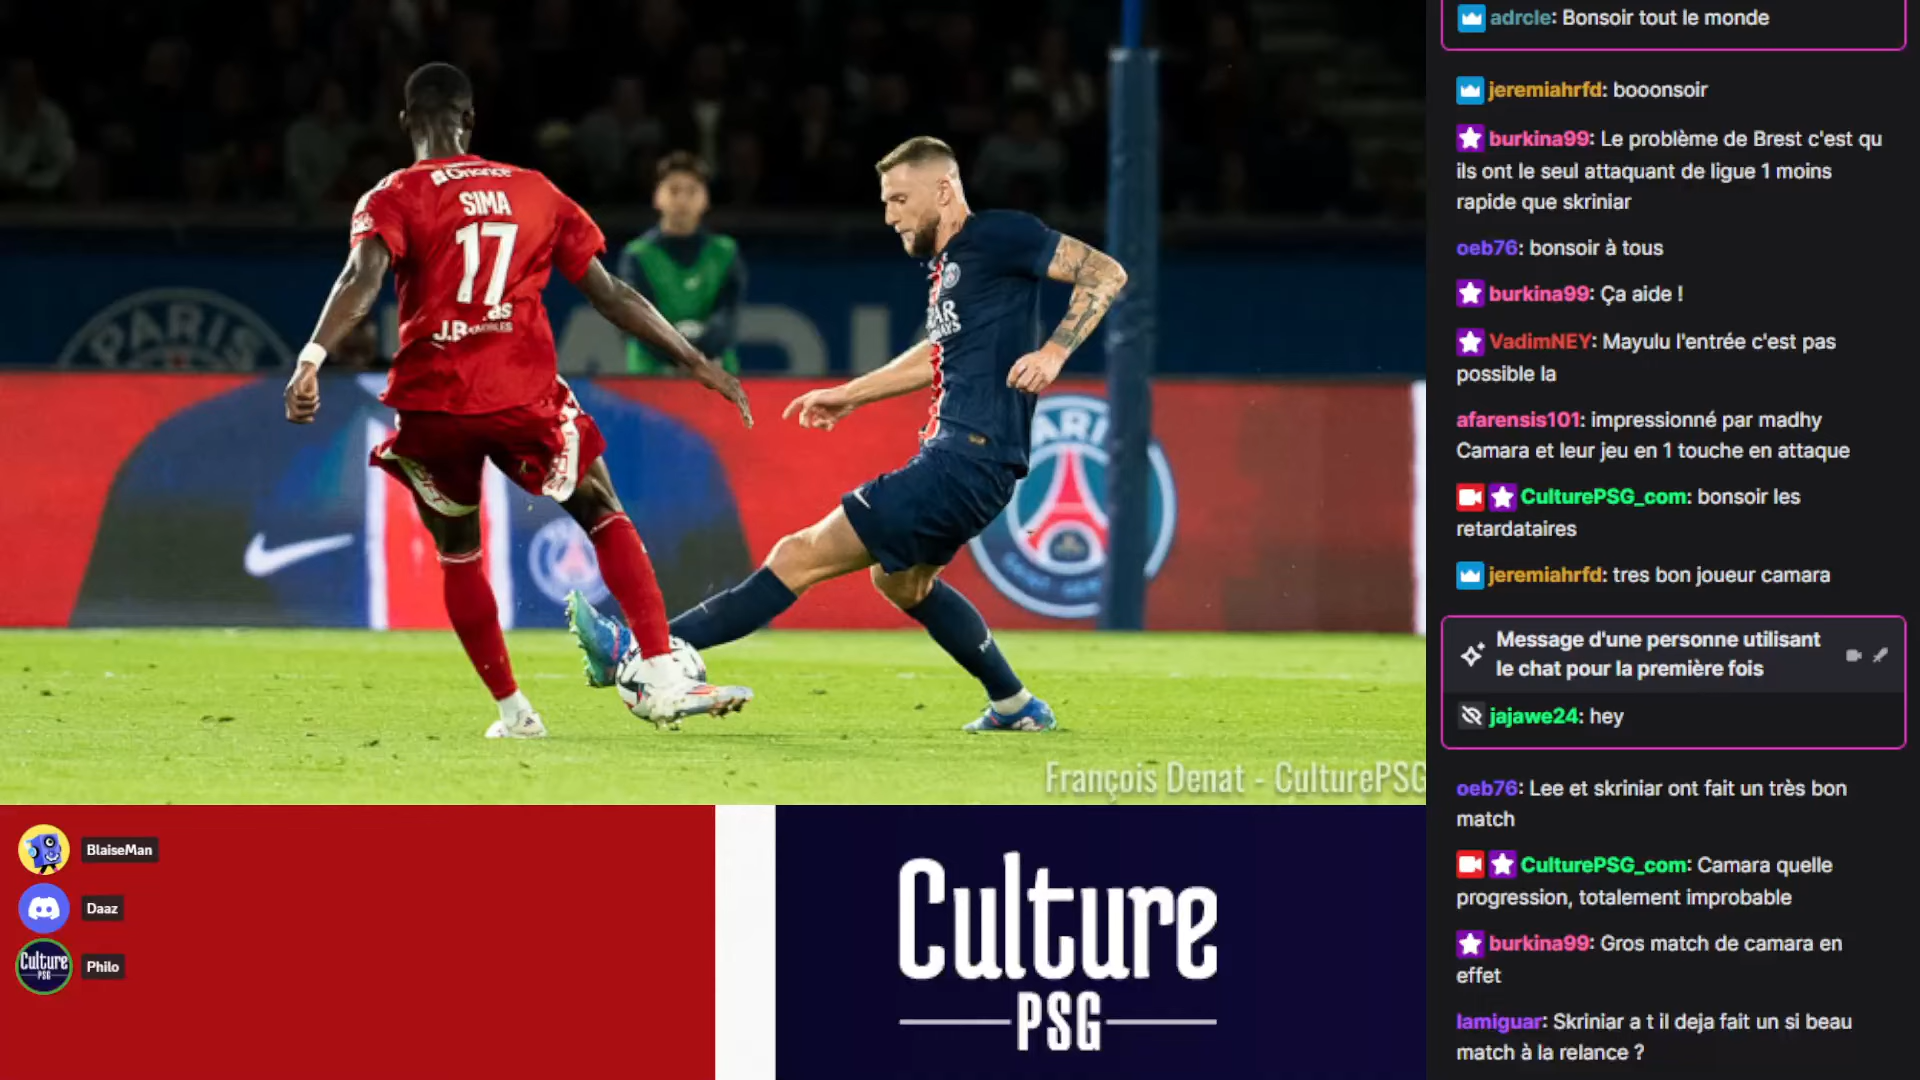 SIMA
17
PARIS
François Denat - CulturePSG
BlaiseMan
Daaz
Culture
PSG
Philo
Culture
PSG
adrcle: Bonsoir tout le monde
jeremiahrfd: booonsoir
burkina99: Le problème de Brest c'est qu
ils ont le seul attaquant de ligue 1 moins
rapide que skriniar
oeb76: bonsoir à tous
burkina99: Ça aide !
VadimNEY: Mayulu l'entrée c'est pas
possible la
afarensis101: impressionné par madhy
Camara et leur jeu en 1 touche en attaque
CulturePSG_com: bonsoir les
retardataires
jeremiahrfd: tres bon joueur camara
Message d'une personne utilisant
le chat pour la première fois
jajawe24: hey
oeb76: Lee et skriniar ont fait un très bon
match
CulturePSG_com: Camara quelle
progression, totalement improbable
burkina99: Gros match de camara en
effet
lamiguar: Skriniar a t il deja fait un si beau
match à la relance ?